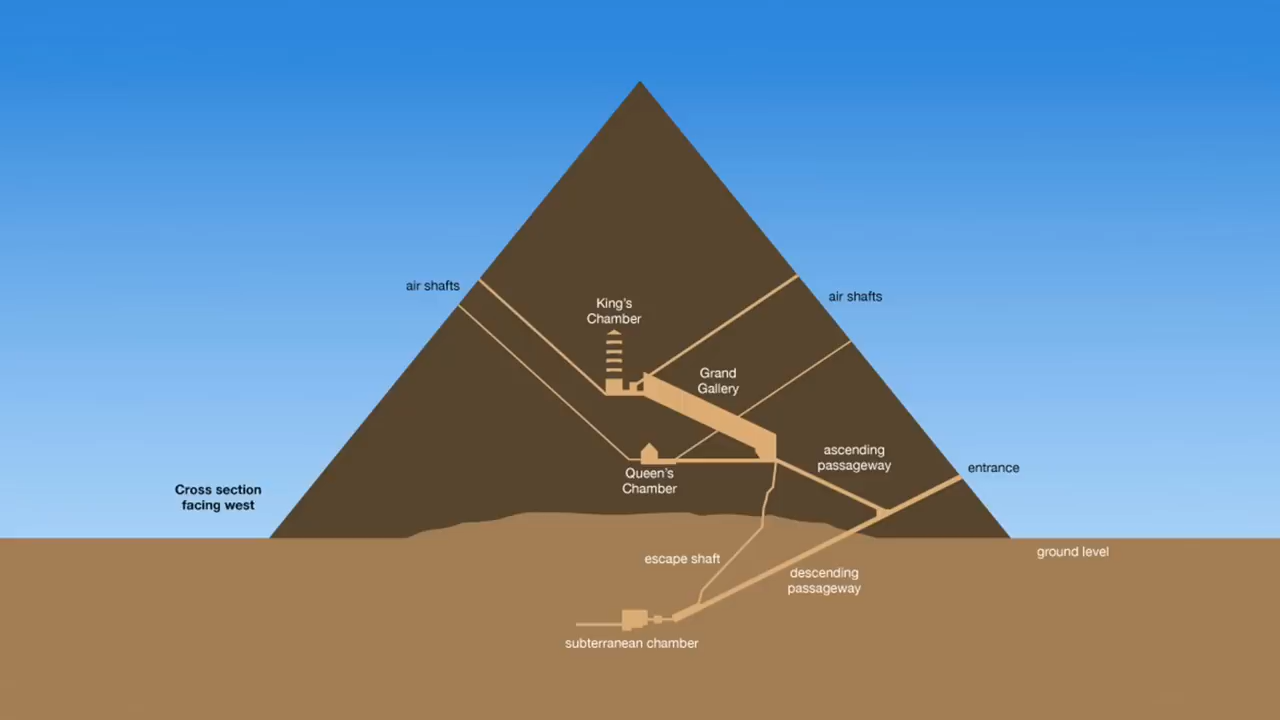 air shafts
King's
Chamber
air shafts
Grand
Gallery
ascending
passageway
entrance
Queen's
Chamber
Cross section
facing west
ground level
escape shaft
descending
passageway
subterranean chamber